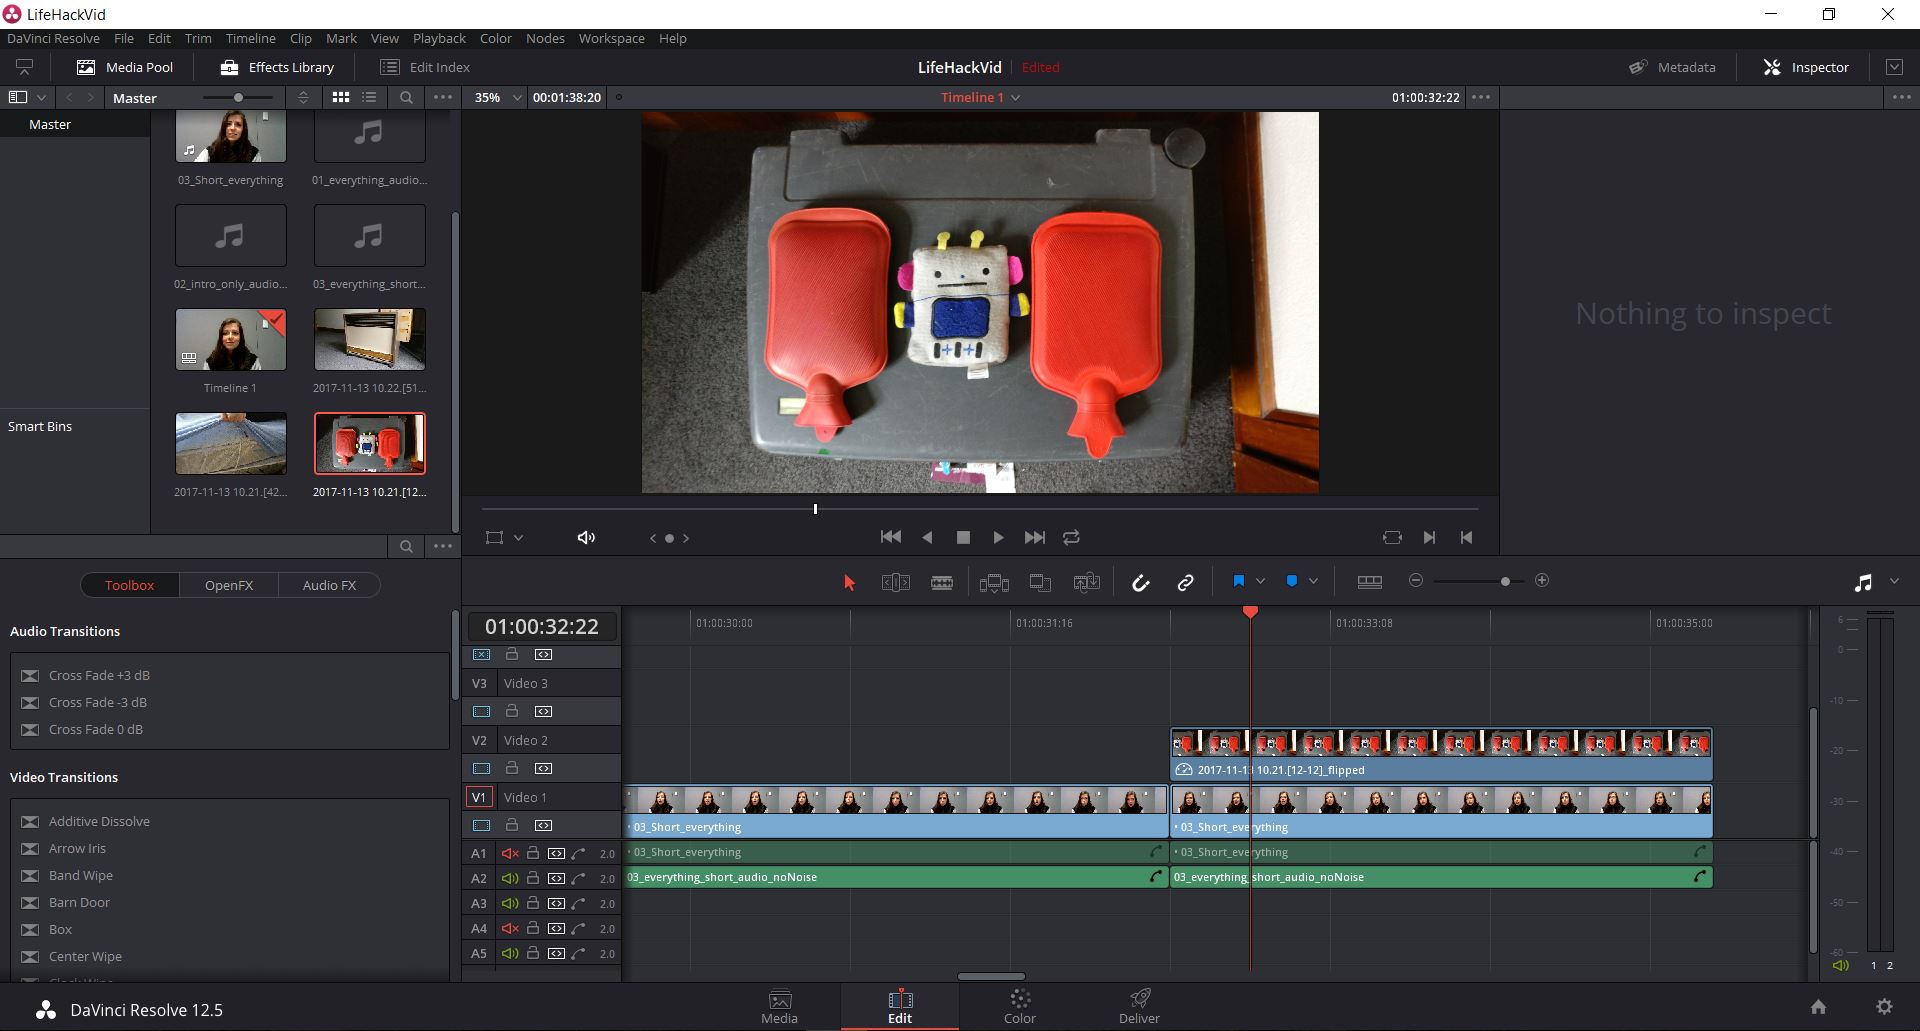 LifeHackVid
DaVinci Resolve File Edit Trim Timeline Clip Mark View Playback Color Nodes Workspace Help
Media Pool Effects Library Edit Index LifeHackVid Edited Metadata Inspector
Master 35% 00:01:38:20 Timeline 1 01:00:32:22
Master
03_Short_everything 01_everything_audio...
02_intro_only_audio... 03_everything_short...
Timeline 1 2017-11-13 10.22.[51...
Smart Bins
2017-11-13 10.21.[42... 2017-11-13 10.21.[12...
Nothing to inspect
Toolbox OpenFX Audio FX
Audio Transitions
Cross Fade +3 dB
Cross Fade -3 dB
Cross Fade 0 dB
Video Transitions
Additive Dissolve
Arrow Iris
Band Wipe
Barn Door
Box
Center Wipe
01:00:32:22 01:00:30:00 01:00:31:16 01:00:33:08 01:00:35:00
V3 Video 3
V2 Video 2
2017-11-13 10.21.[12-12]_flipped
V1 Video 1
03_Short_everything 03_Short_everything
A1 2.0 03_Short_everything 03_Short_everything
A2 2.0 03_everything_short_audio_noNoise 03_everything_short_audio_noNoise
A3 2.0
A4 2.0
A5 2.0
6
0
-10
-20
-30
-40
-50
-60
1 2
DaVinci Resolve 12.5
Media Edit Color Deliver